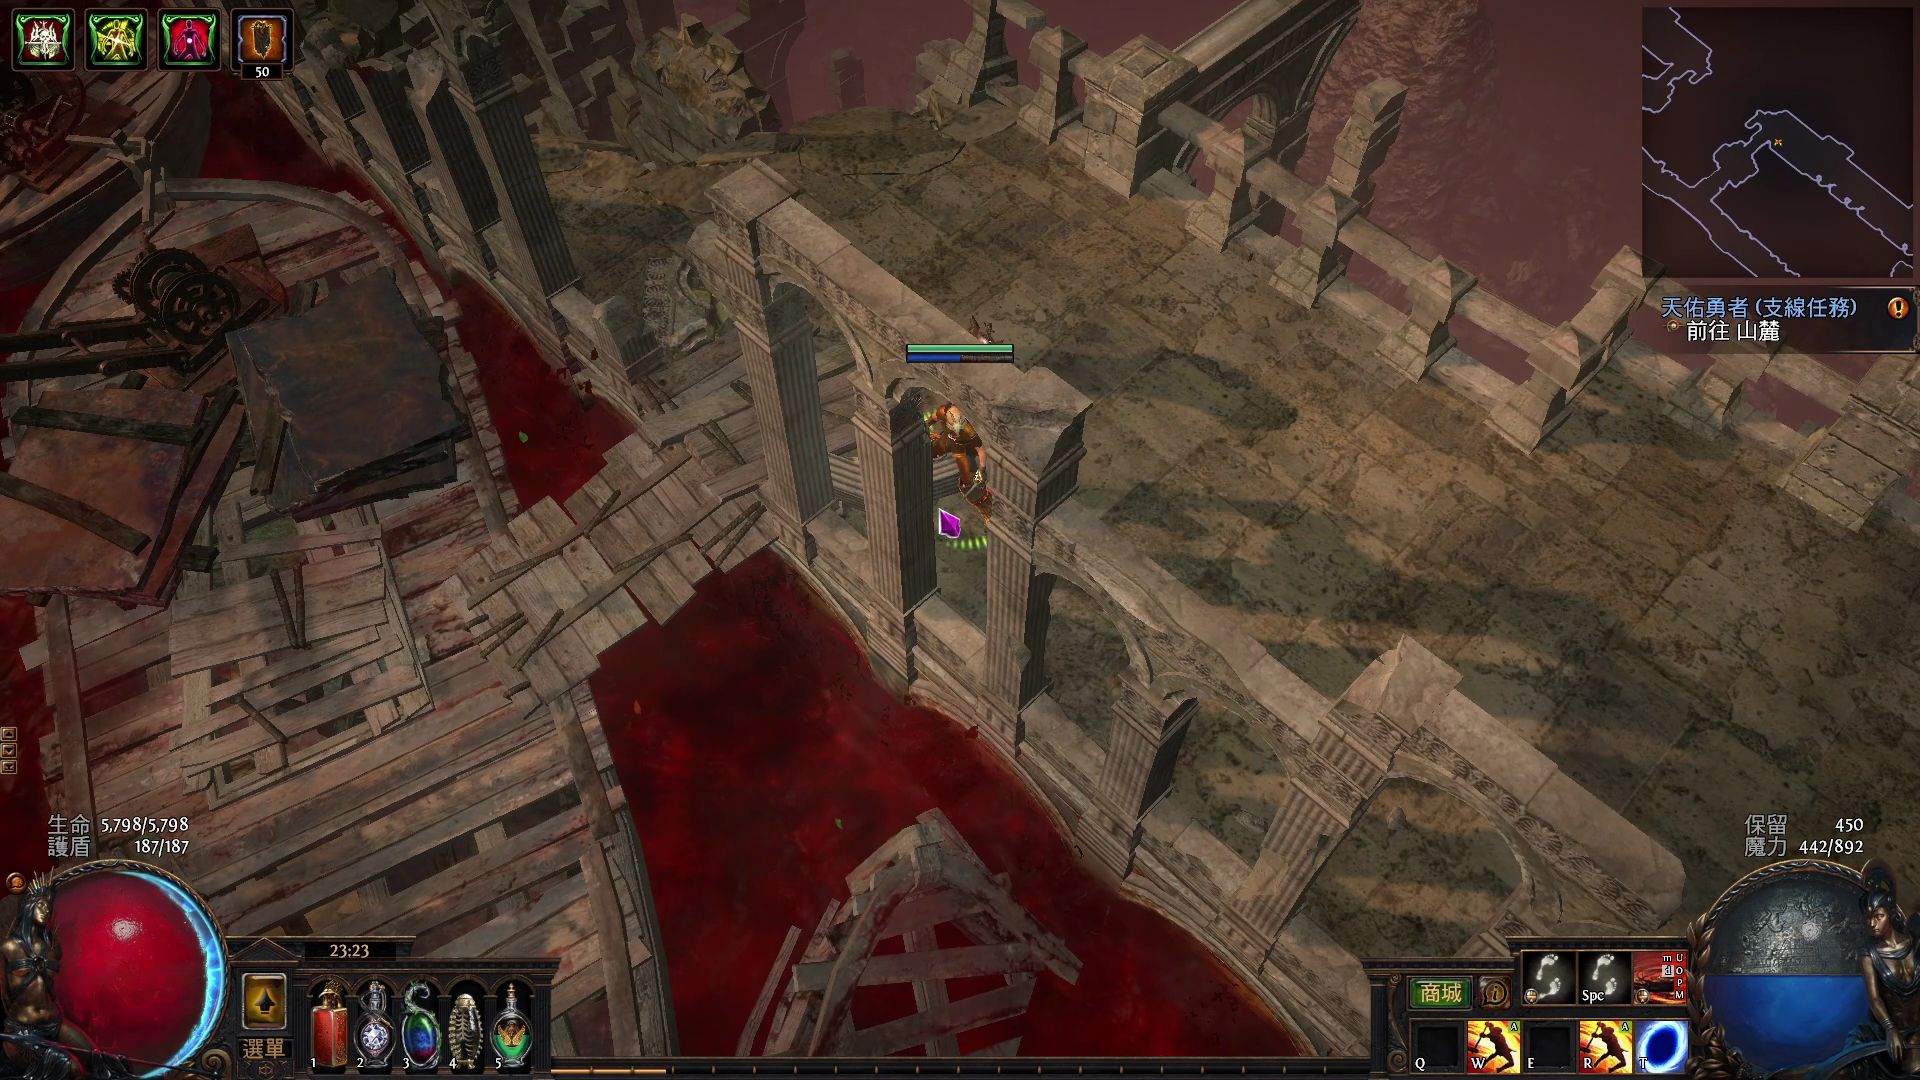 50
天佑勇者 (支線任務)
前往 山麓
生命 5,798/5,798
護盾 187/187
保留 450
魔力 442/892
23:23
選單
1
2
3
4
5
商城
Spc
m U
d O
P
M
Q
W A
E
R A
T